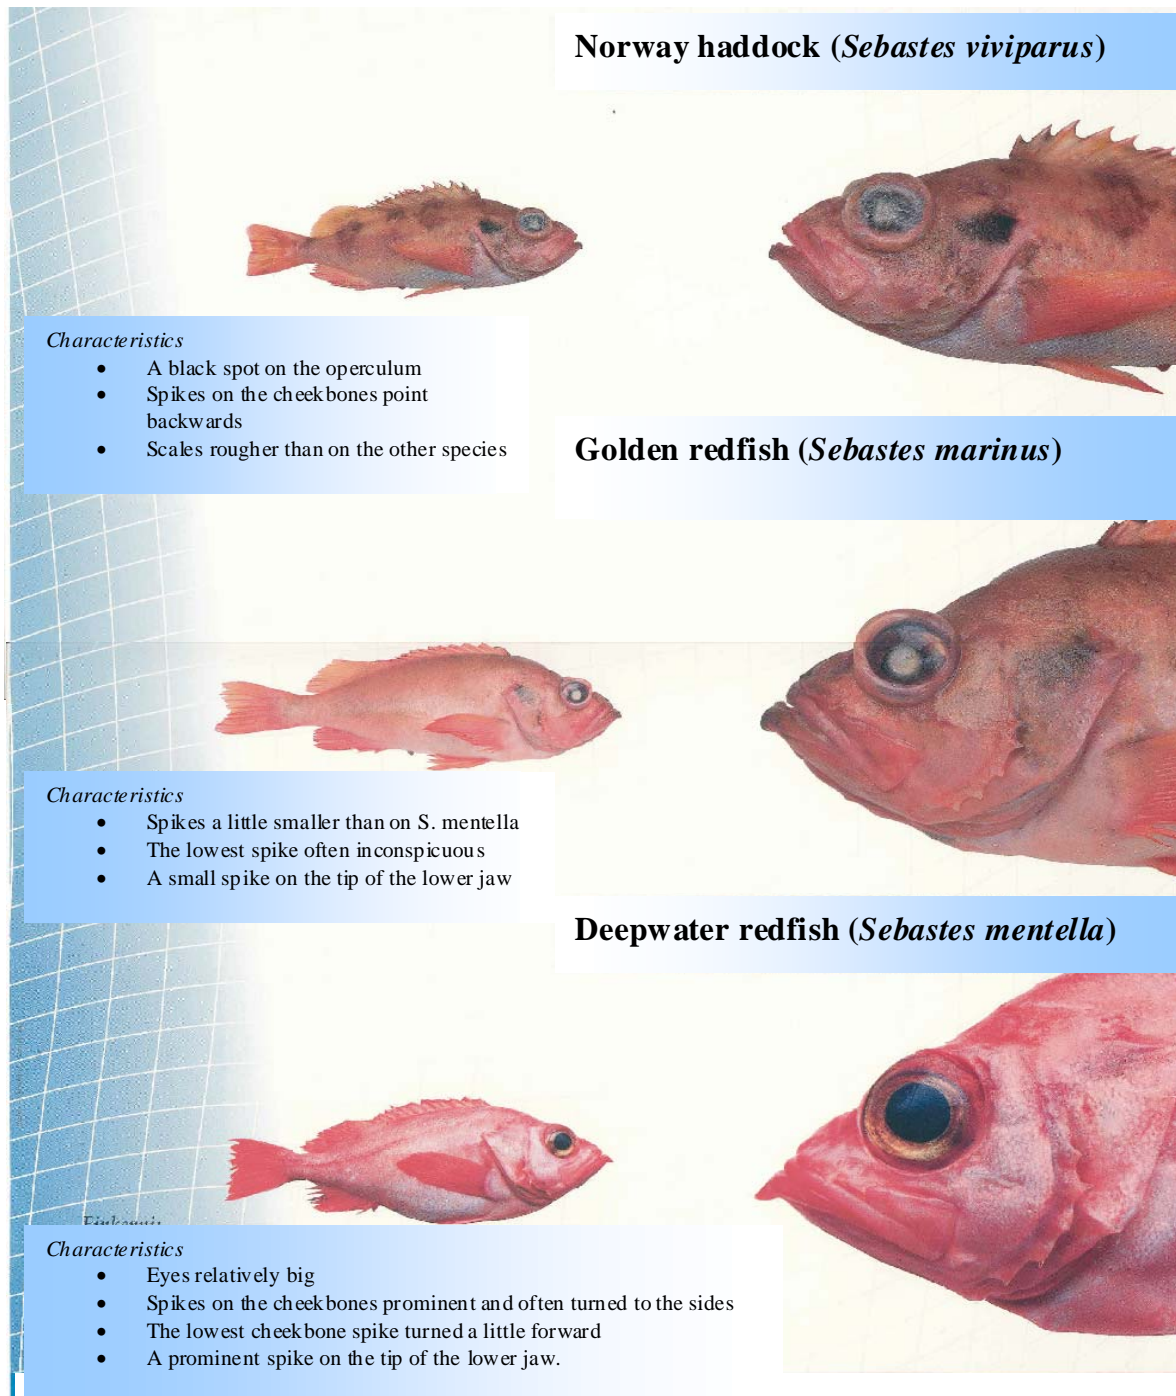 Norway haddock (Sebastes viviparus)
Characteristics
• A black spot on the operculum
• Spikes on the cheekbones point
backwards
• Scales rougher than on the other species
Golden redfish (Sebastes marinus)
Characteristics
• Spikes a little smaller than on S. mentella
• The lowest spike often inconspicuous
• A small spike on the tip of the lower jaw
Deepwater redfish (Sebastes mentella)
Characteristics
• Eyes relatively big
• Spikes on the cheekbones prominent and often turned to the sides
• The lowest cheekbone spike turned a little forward
• A prominent spike on the tip of the lower jaw.